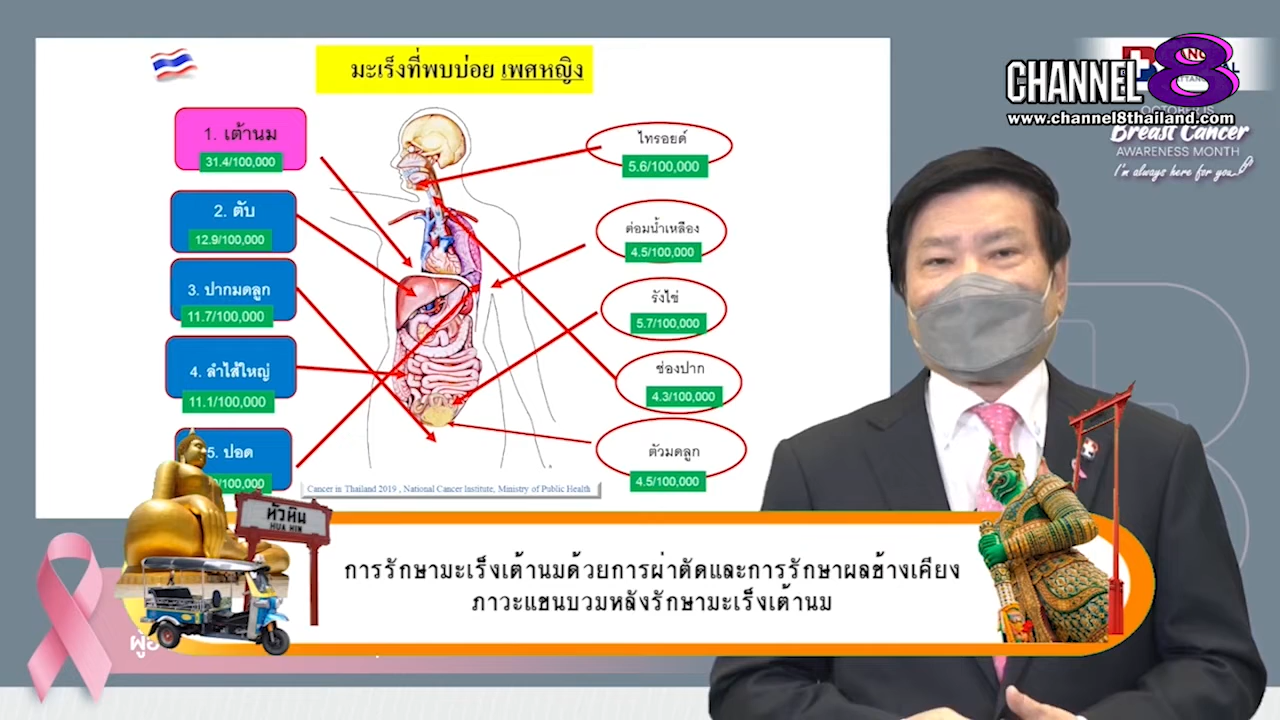 มะเร็งที่พบบ่อย เพศหญิง
1. เต้านม
31.4/100,000
2. ตับ
12.9/100,000
3. ปากมดลูก
11.7/100,000
4. ลำไส้ใหญ่
11.1/100,000
5. ปอด
/100,000
ไทรอยด์
5.6/100,000
ต่อมน้ำเหลือง
4.5/100,000
รังไข่
5.7/100,000
ช่องปาก
4.3/100,000
ตัวมดลูก
4.5/100,000
Cancer in Thailand 2019 , National Cancer Institute, Ministry of Public Health
CHANNEL 8
www.channel8thailand.com
OCTOBER IS
Breast Cancer
AWARENESS MONTH
I'm always here for you
หัวหิน
HUA HIN
การรักษามะเร็งเต้านมด้วยการผ่าตัดและการรักษาผลข้างเคียง
ภาวะแขนบวมหลังรักษามะเร็งเต้านม